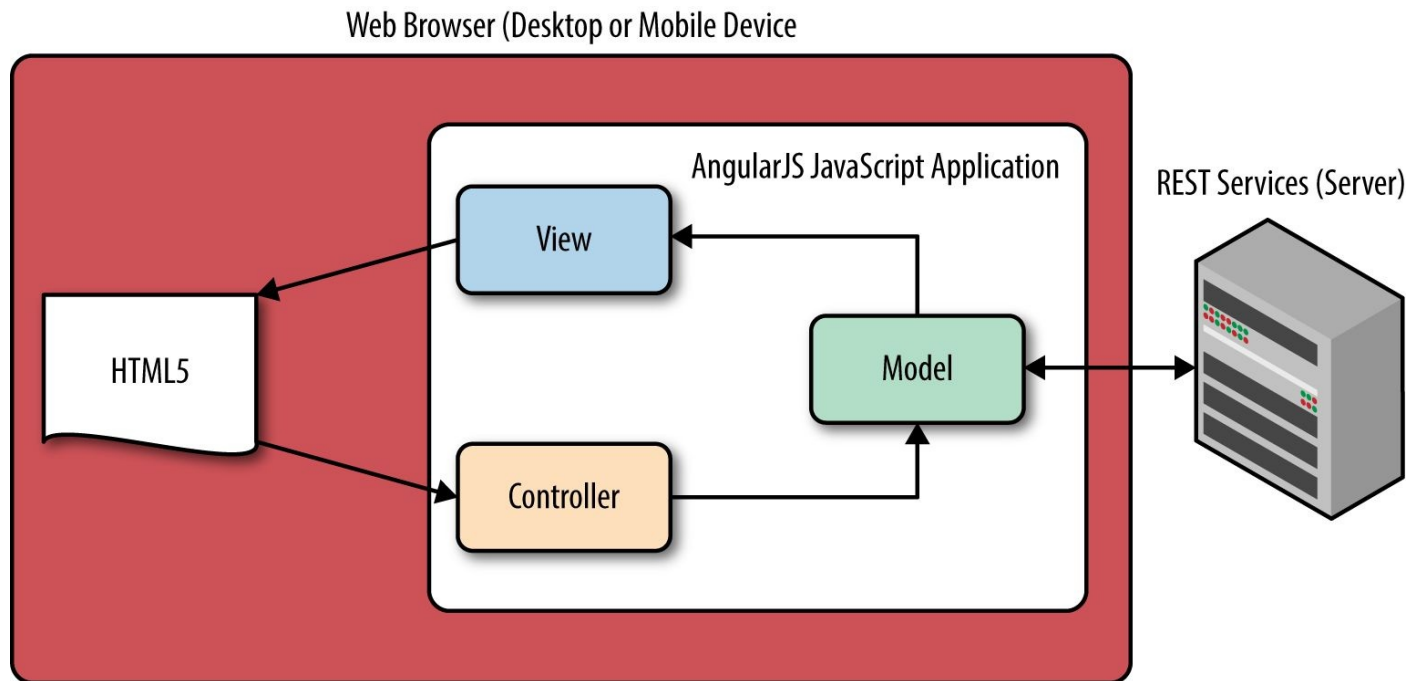 Web Browser (Desktop or Mobile Device
AngularJS JavaScript Application
REST Services (Server)
View
HTML5
Model
Controller